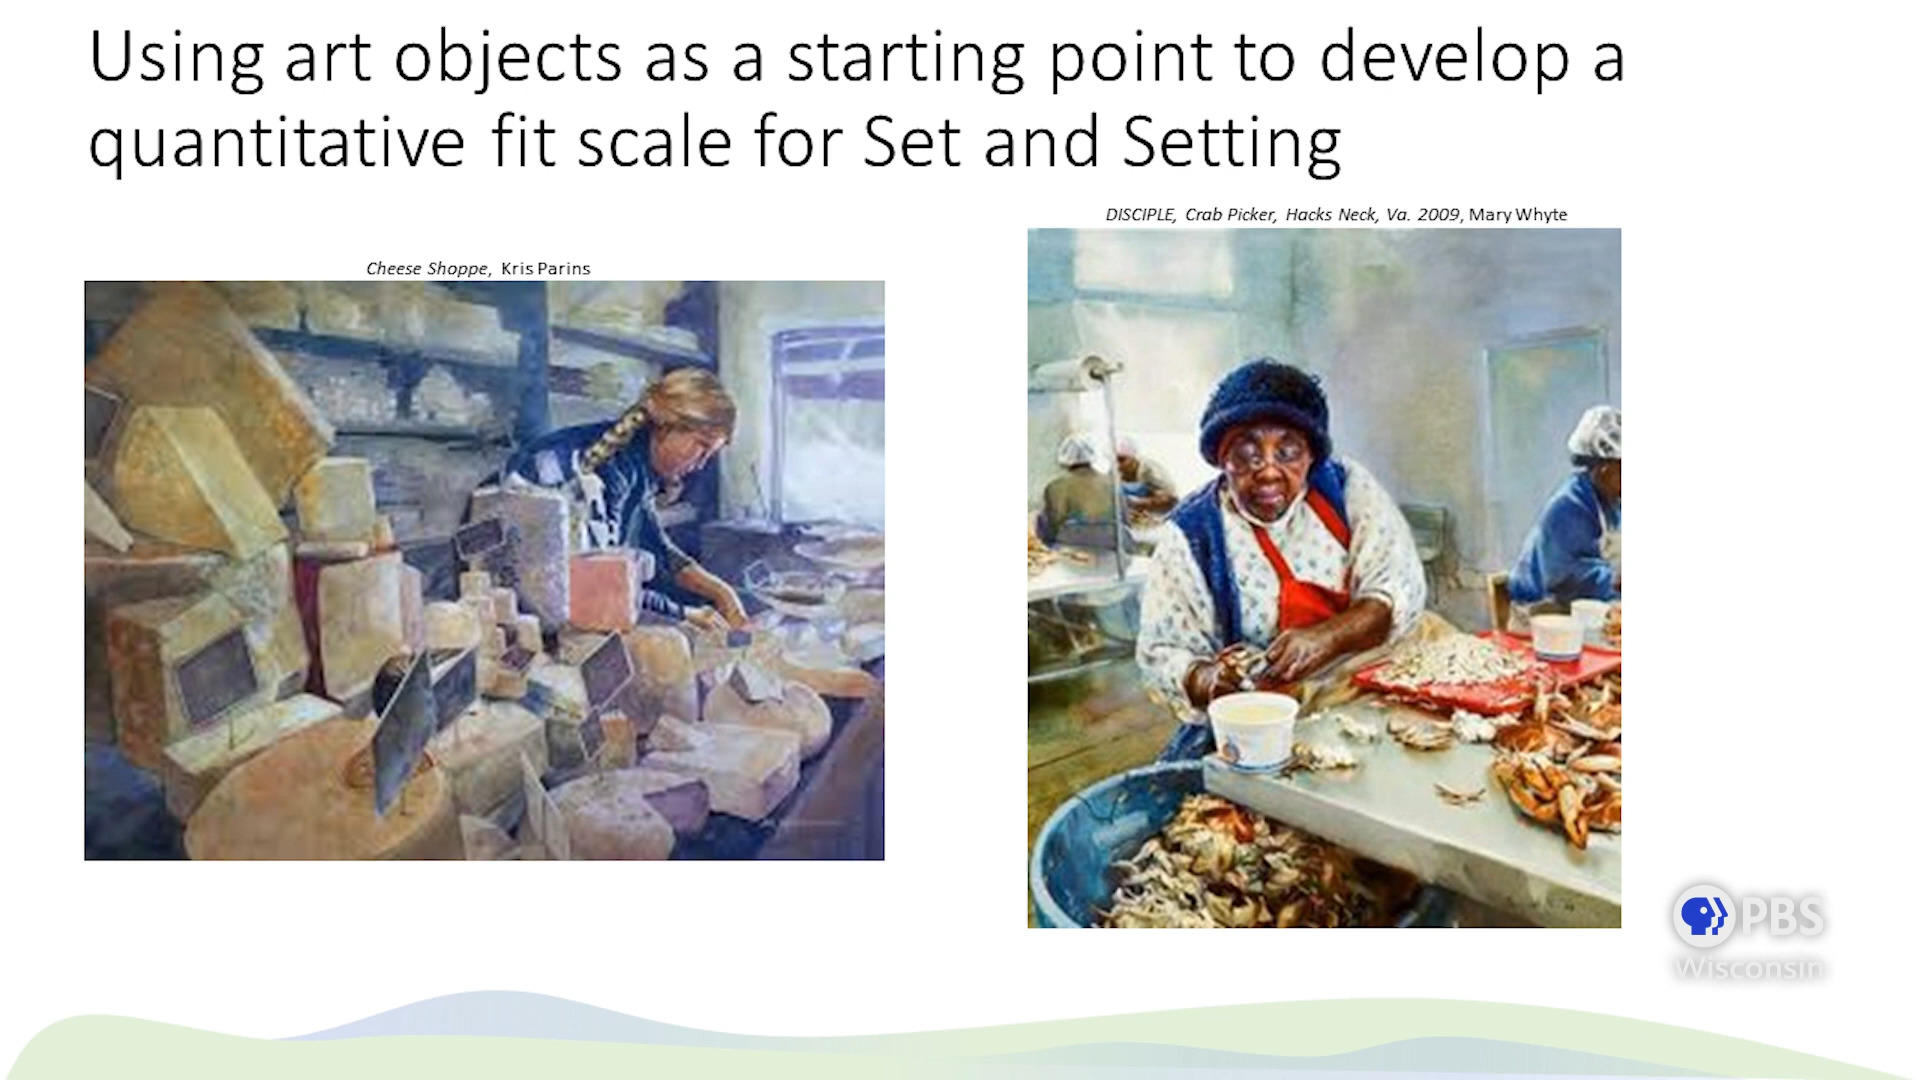 Using art objects as a starting point to develop a
quantitative fit scale for Set and Setting
DISCIPLE, Crab Picker, Hacks Neck, Va. 2009, Mary Whyte
Cheese Shoppe, Kris Parins
PBS
Wisconsin